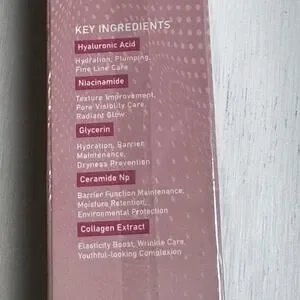 KEY INGREDIENTS
Hyaluronic Acid
Hydration, Plumping,
Fine Line Care
Niacinamide
Texture Improvement,
Pore Visiblity Care,
Radiant Glow
Glycerin
Hydration, Barrier
Maintenance,
Dryness Prevention
Ceramide Np
Barrier Function Maintenance,
Moisture Retention,
Environmental Protection
Collagen Extract
Elasticity Boost, Wrinkle Care,
Youthful-looking Complexion